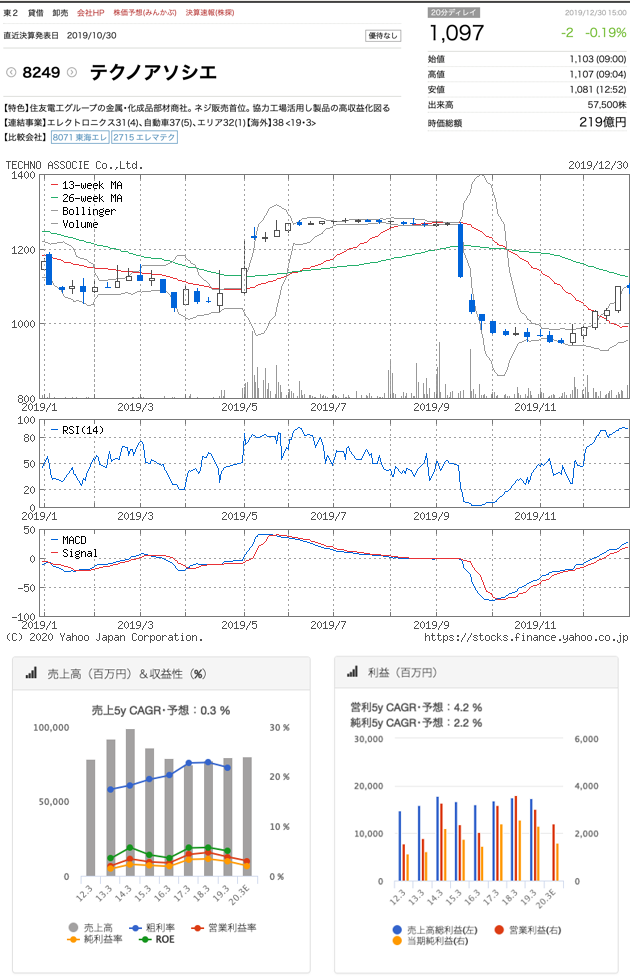 東２ 貸借 卸売 会社HP 株価予想(みんかぶ) 決算速報(株探)
直近決算発表日 2019/10/30 優待なし
8249 テクノアソシエ
【特色】住友電工グループの金属・化成品部材商社。ネジ販売首位。協力工場活用し製品の高収益化図る
【連結事業】エレクトロニクス31(4)、自動車37(5)、エリア32(1)【海外】38 <19・3>
【比較会社】 8071 東海エレ 2715 エレマテク
20分ディレイ 2019/12/30 15:00
1,097 -2 -0.19%
始値 1,103 (09:00)
高値 1,107 (09:04)
安値 1,081 (12:52)
出来高 57,500株
時価総額 219億円
TECHNO ASSOCIE Co.,Ltd. 2019/12/30
1400
1200
1000
800
13-week MA
26-week MA
Bollinger
Volume
2019/1 2019/3 2019/5 2019/7 2019/9 2019/11
100
80
50
20
0
RSI(14)
2019/1 2019/3 2019/5 2019/7 2019/9 2019/11
50
0
-50
-100
MACD
Signal
2019/1 2019/3 2019/5 2019/7 2019/9 2019/11
(C) 2020 Yahoo Japan Corporation. https://stocks.finance.yahoo.co.jp
売上高（百万円）＆収益性（%）
売上5y CAGR・予想：0.3 %
100,000
50,000
0
30 %
20 %
10 %
0 %
12.3 13.3 14.3 15.3 16.3 17.3 18.3 19.3 20.3E
売上高 粗利率 営業利益率
純利益率 ROE
利益（百万円）
営利5y CAGR・予想：4.2 %
純利5y CAGR・予想：2.2 %
30,000
20,000
10,000
0
6,000
4,000
2,000
0
12.3 13.3 14.3 15.3 16.3 17.3 18.3 19.3 20.3E
売上高総利益(左) 営業利益(右)
当期純利益(右)